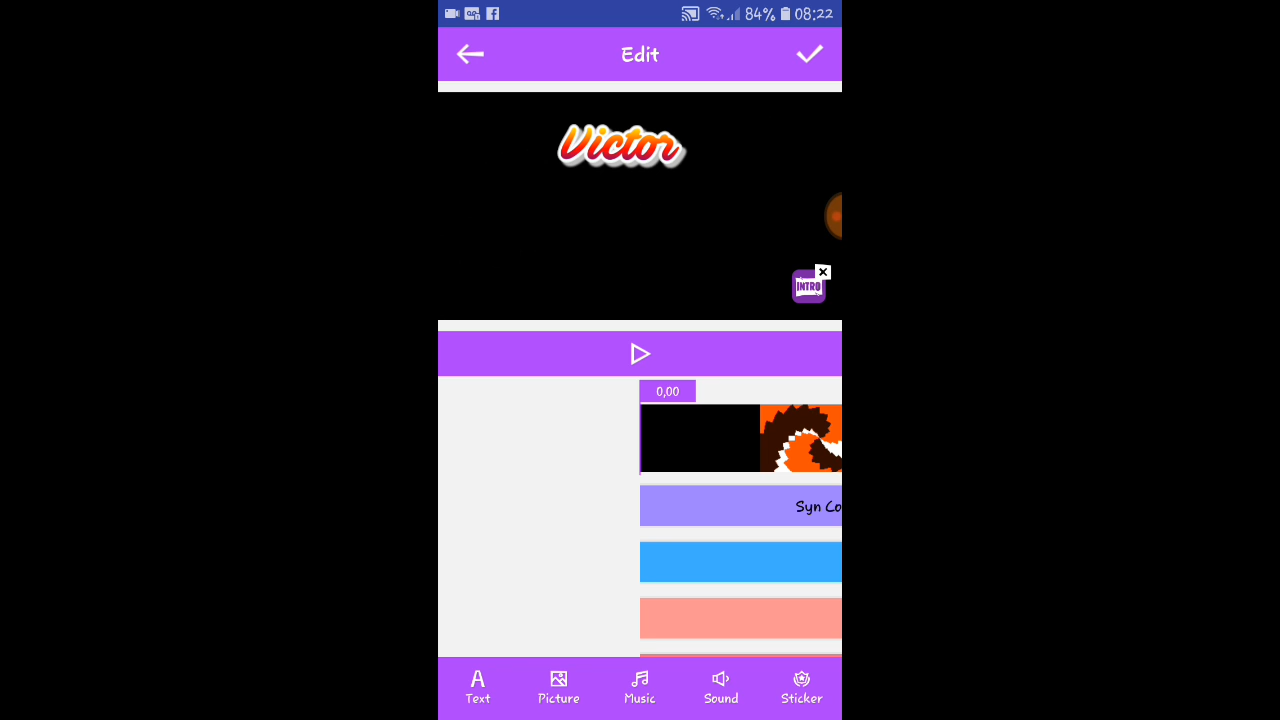 84% 08:22
Edit
Victor
INTRO
0,00
Syn Co
Text Picture Music Sound Sticker